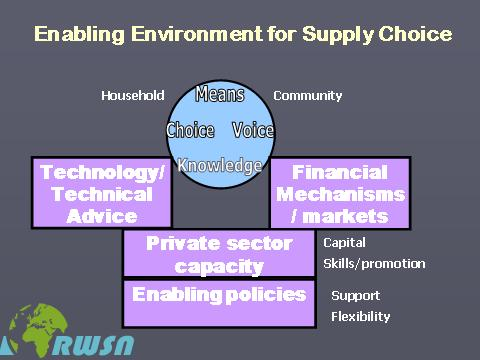 Enabling Environment for Supply Choice
Household
Means
Community
Choice Voice
Knowledge
Technology/
Technical
Advice
Financial
Mechanisms
/ markets
Private sector
capacity
Capital
Skills/promotion
Enabling policies
Support
Flexibility
RWSN